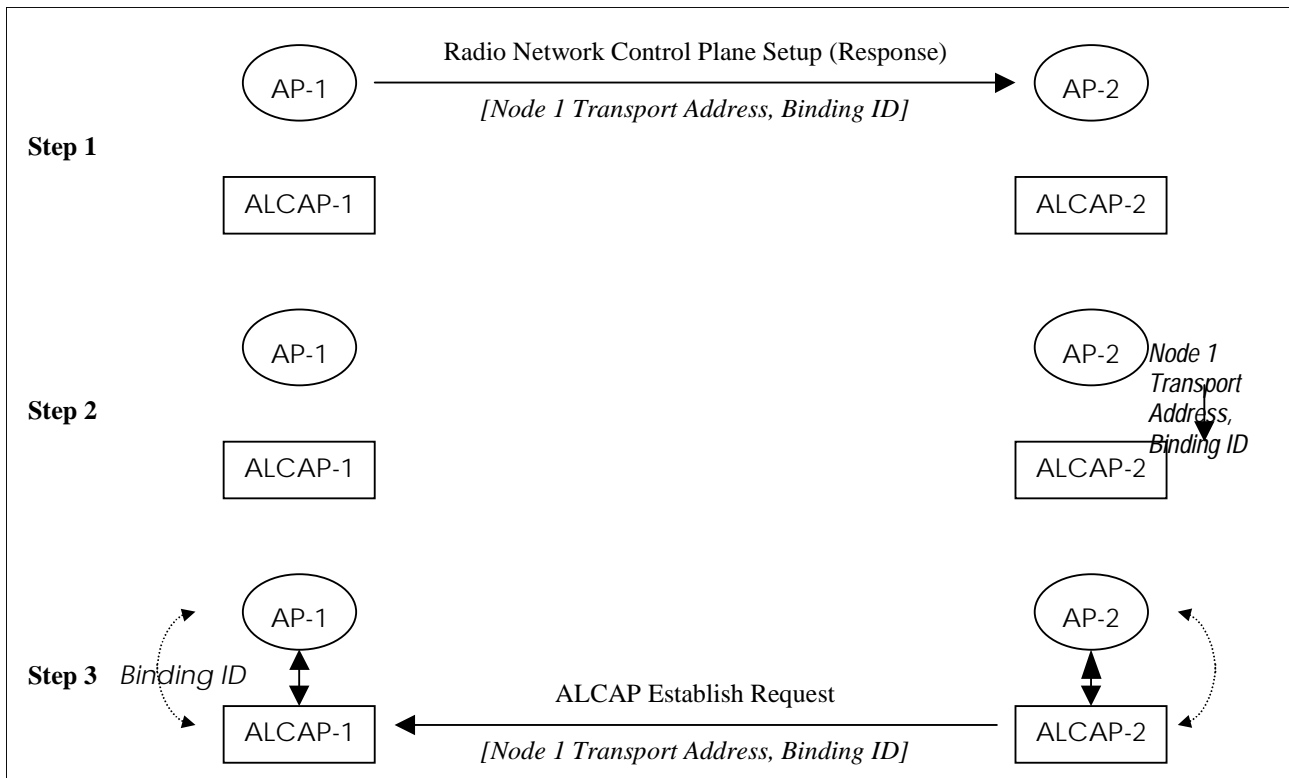 Radio Network Control Plane Setup (Response)
AP-1
AP-2
[Node 1 Transport Address, Binding ID]
Step 1
ALCAP-1
ALCAP-2
AP-1
AP-2
Node 1
Transport
Address,
Binding ID
Step 2
ALCAP-1
ALCAP-2
AP-1
AP-2
Step 3
Binding ID
ALCAP Establish Request
ALCAP-1
ALCAP-2
[Node 1 Transport Address, Binding ID]